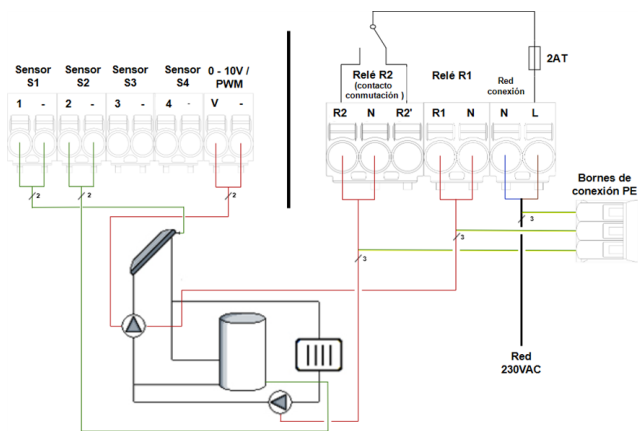 Sensor S1
Sensor S2
Sensor S3
Sensor S4
0 - 10V / PWM
1 - 2 - 3 - 4 - V -
2
2
2
Relé R2
(contacto
conmutación )
Relé R1
Red
conexión
2AT
R2 N R2' R1 N N L
Bornes de
conexión PE
3
3
3
Red
230VAC